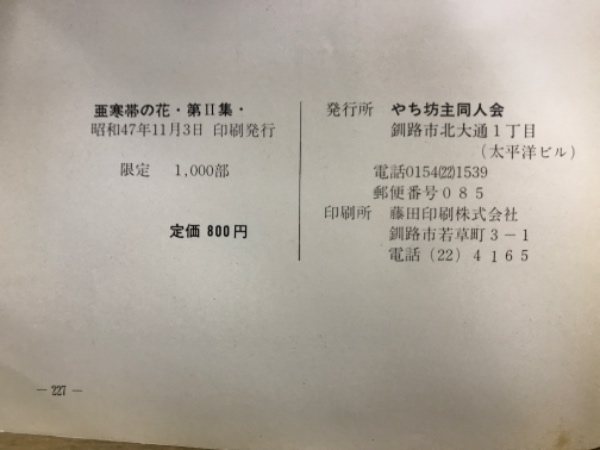 亜寒帯の花・第Ⅱ集・
昭和47年11月3日 印刷発行
限定 1,000部
定価 800円
発行所 やち坊主同人会
釧路市北大通1丁目
(太平洋ビル)
電話0154(22)1539
郵便番号085
印刷所 藤田印刷株式会社
釧路市若草町3-1
電話(22)4165
— 227 —